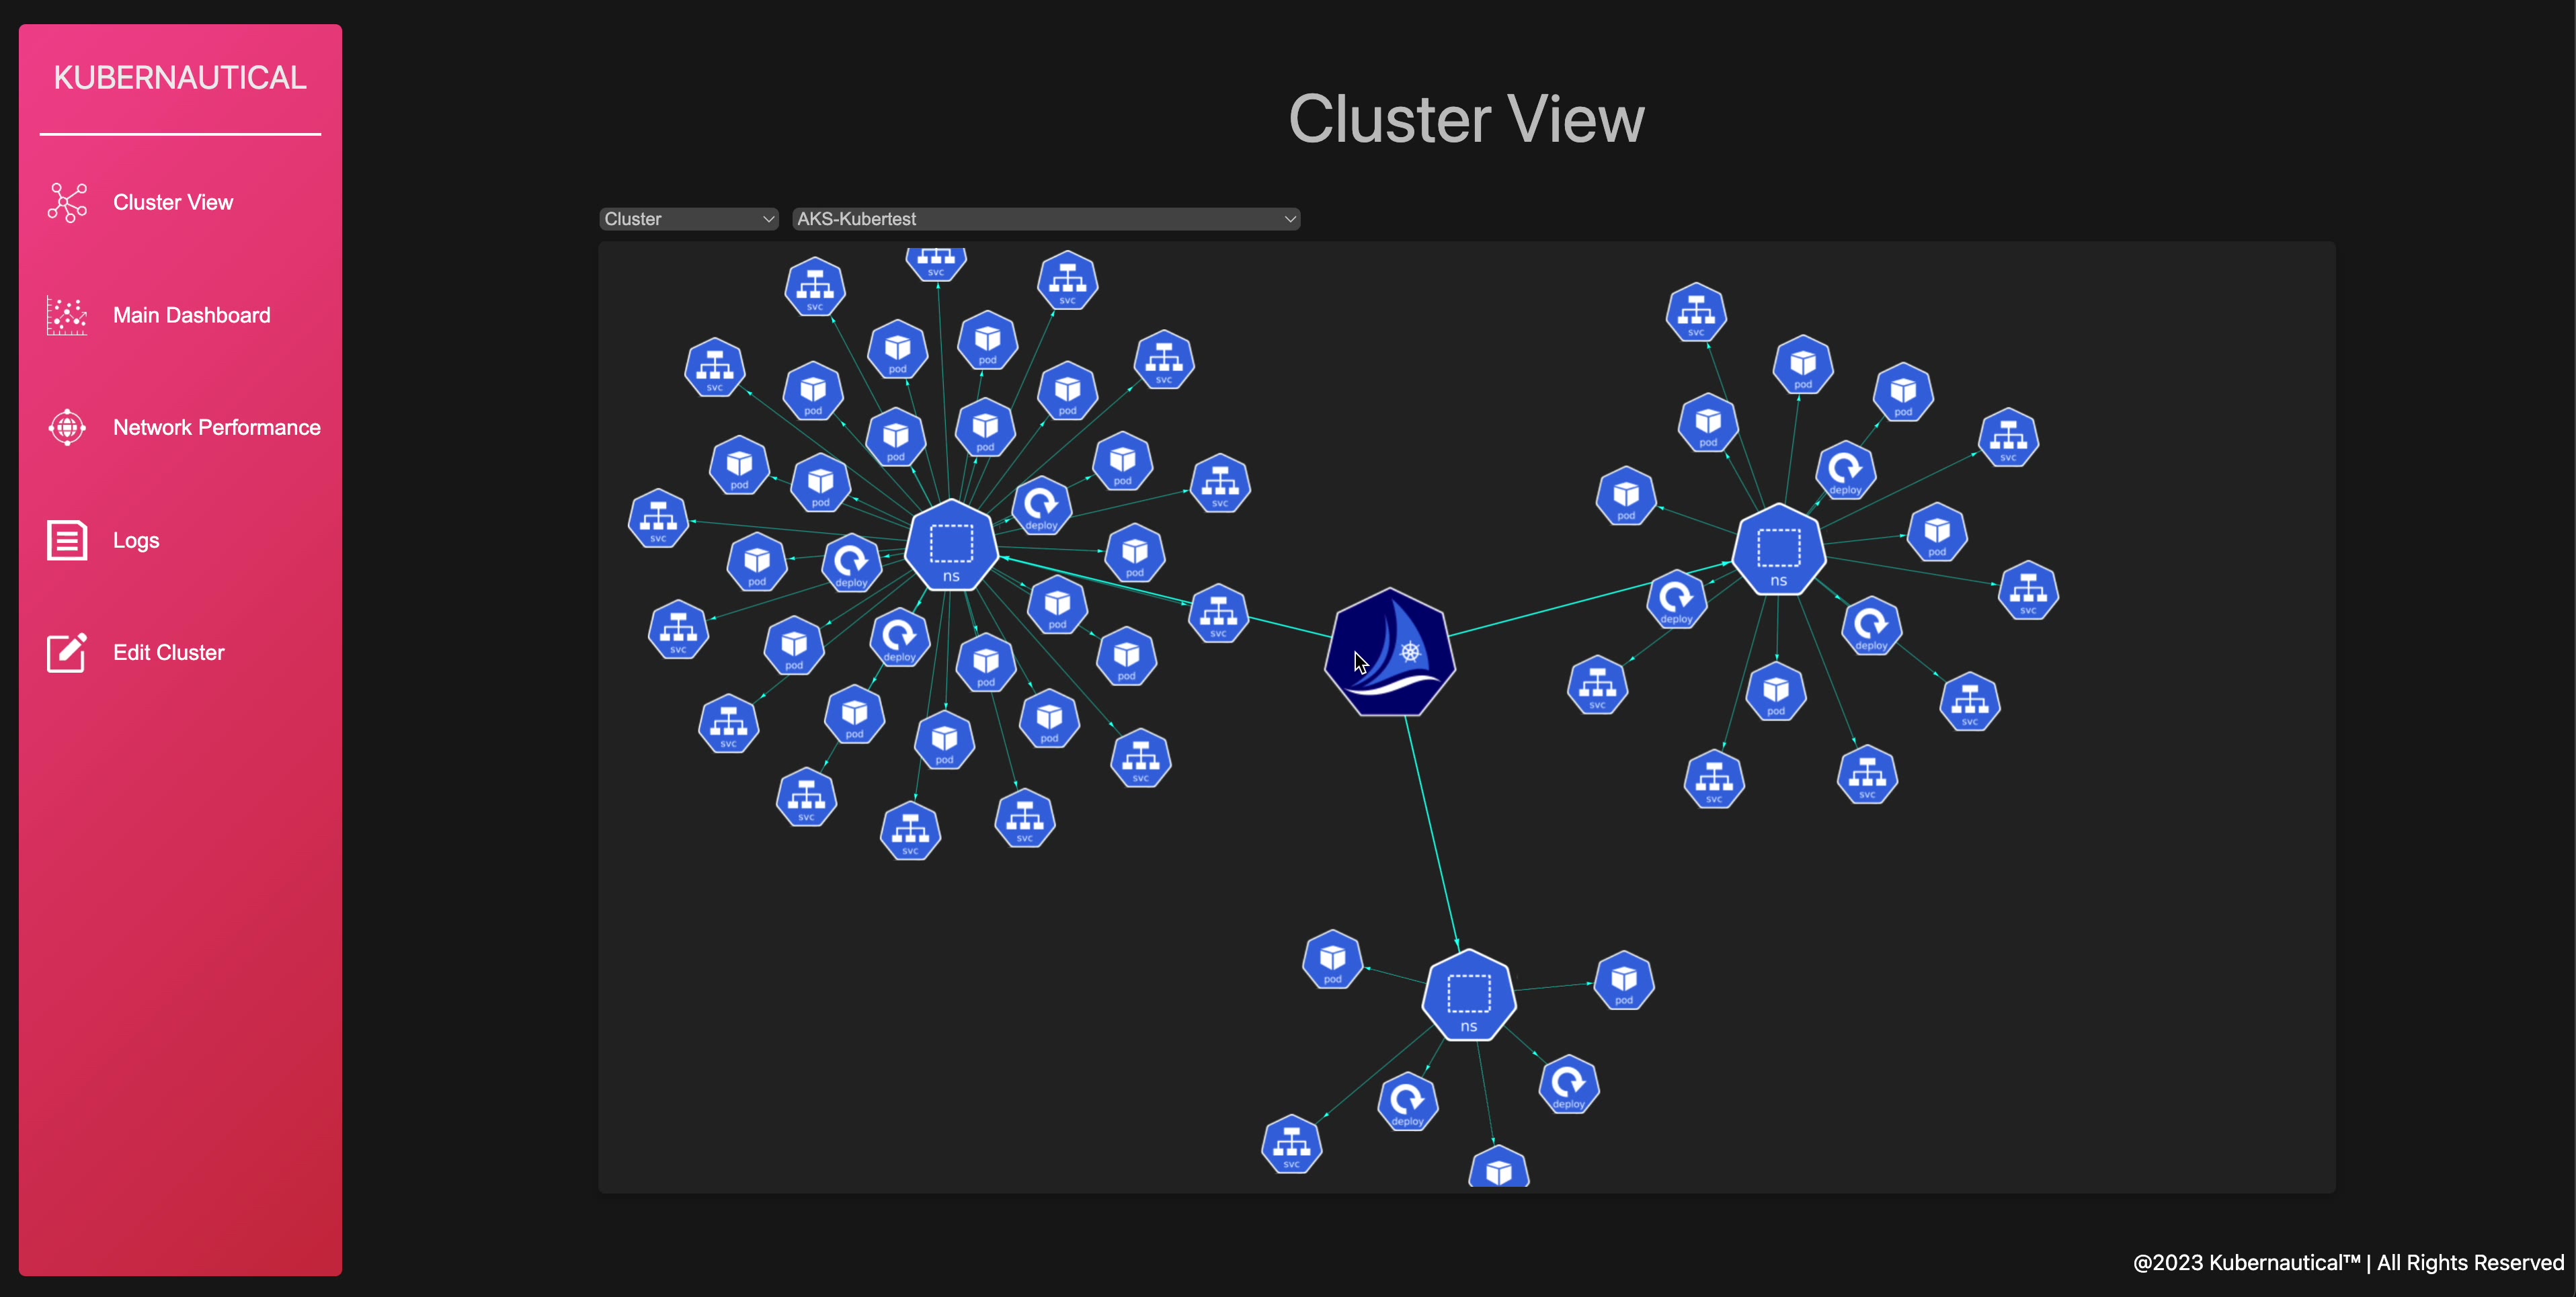 KUBERNAUTICAL
Cluster View
Main Dashboard
Network Performance
Logs
Edit Cluster
Cluster View
Cluster
AKS-Kubertest
svc
svc
svc
svc
pod
pod
svc
svc
pod
pod
pod
pod
pod
pod
pod
svc
pod
svc
deploy
pod
deploy
ns
pod
pod
svc
svc
pod
deploy
pod
pod
svc
pod
pod
pod
svc
svc
svc
svc
svc
svc
pod
pod
pod
svc
pod
deploy
pod
ns
deploy
svc
deploy
svc
pod
svc
svc
svc
pod
pod
ns
deploy
deploy
svc
@2023 Kubernautical™ | All Rights Reserved